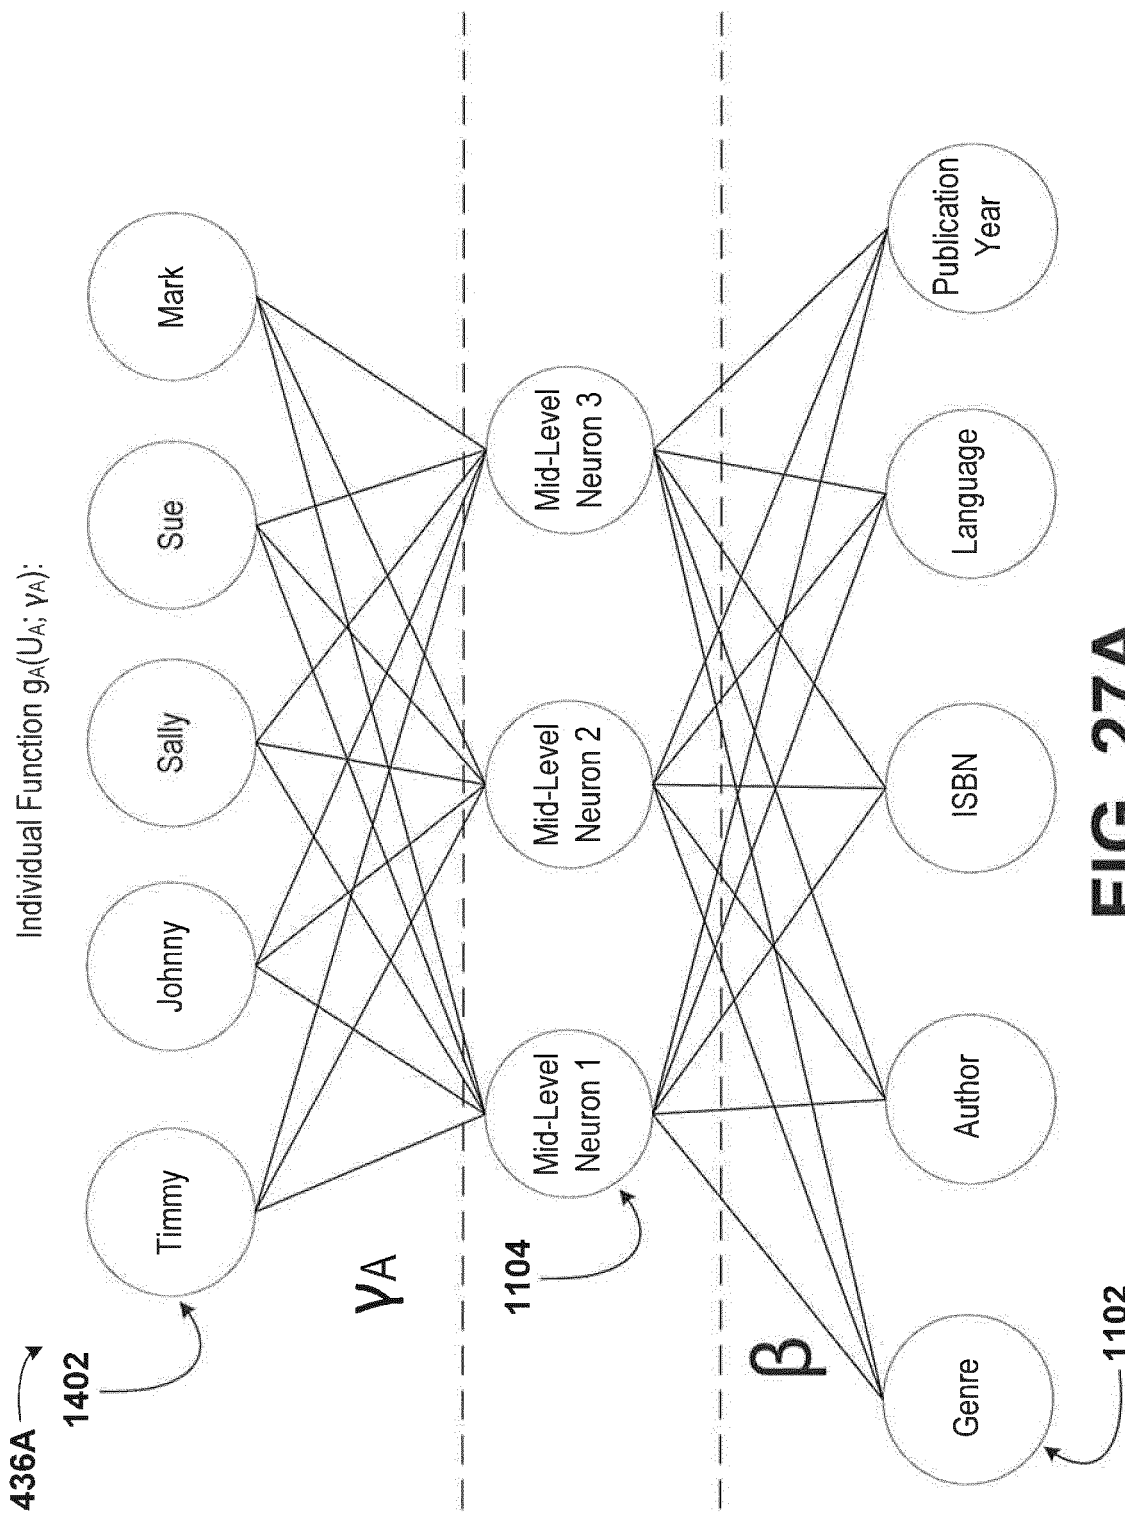 436A
Individual Function gA(UA; γA):
1402
Timmy
Johnny
Sally
Sue
Mark
γA
1104
Mid-Level
Neuron 1
Mid-Level
Neuron 2
Mid-Level
Neuron 3
β
Genre
Author
ISBN
Language
Publication
Year
1102
FIG. 27A